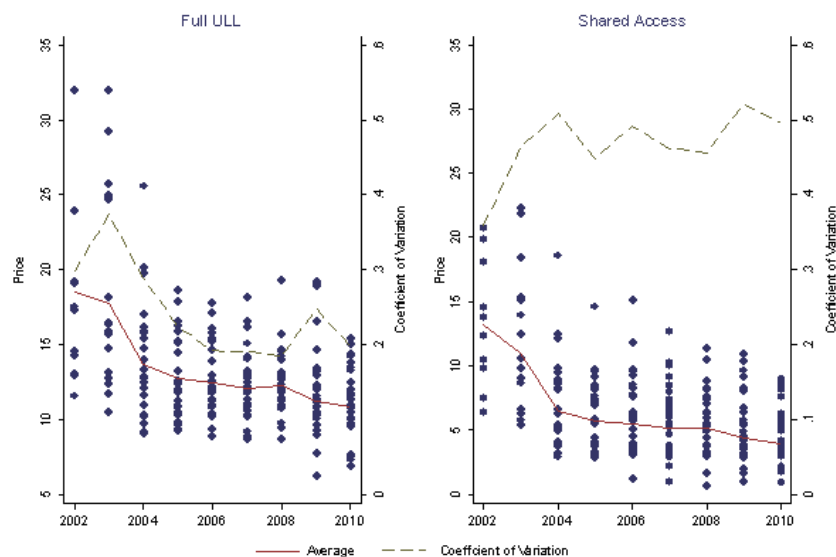 Full ULL
Shared Access
35
30
25
20
15
10
5
Price
.6
.5
.4
.3
.2
.1
0
Coefficient of Variation
2002 2004 2006 2008 2010
35
30
25
20
15
10
5
0
Price
.6
.5
.4
.3
.2
.1
0
Coefficient of Variation
2002 2004 2006 2008 2010
Average
Coeffcient of Variation